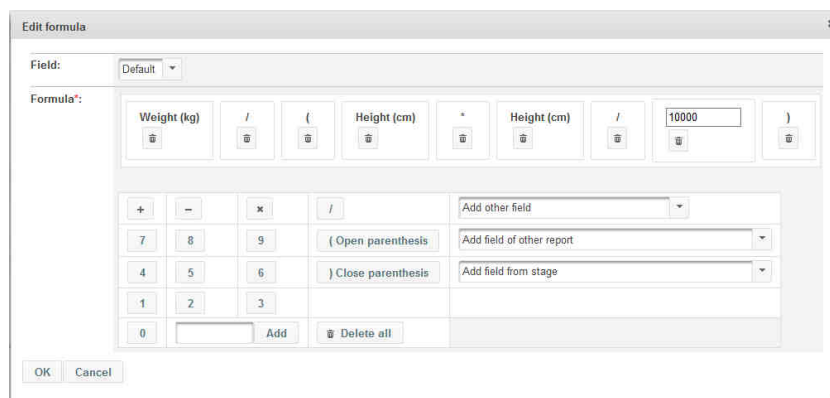 Edit formula
Field: Default
Formula*: Weight (kg) / ( Height (cm) * Height (cm) / 10000 )
+ − × / Add other field
7 8 9 ( Open parenthesis Add field of other report
4 5 6 ) Close parenthesis Add field from stage
1 2 3
0 Add Delete all
OK Cancel